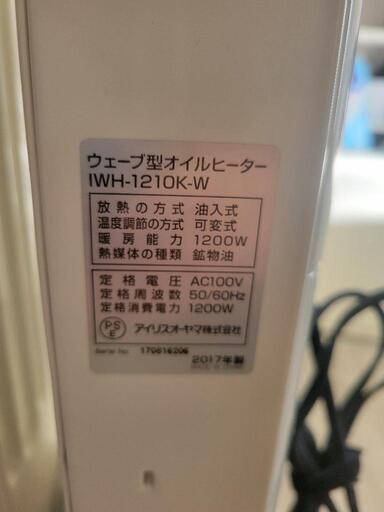 ウェーブ型オイルヒーター
IWH-1210K-W
放熱の方式 油入式
温度調節の方式 可変式
暖房能力 1200W
熱媒体の種類 鉱物油
定格電圧 AC100V
定格周波数 50/60Hz
定格消費電力 1200W
PS
E
アイリスオーヤマ株式会社
Serial No. 170816206
2017年製